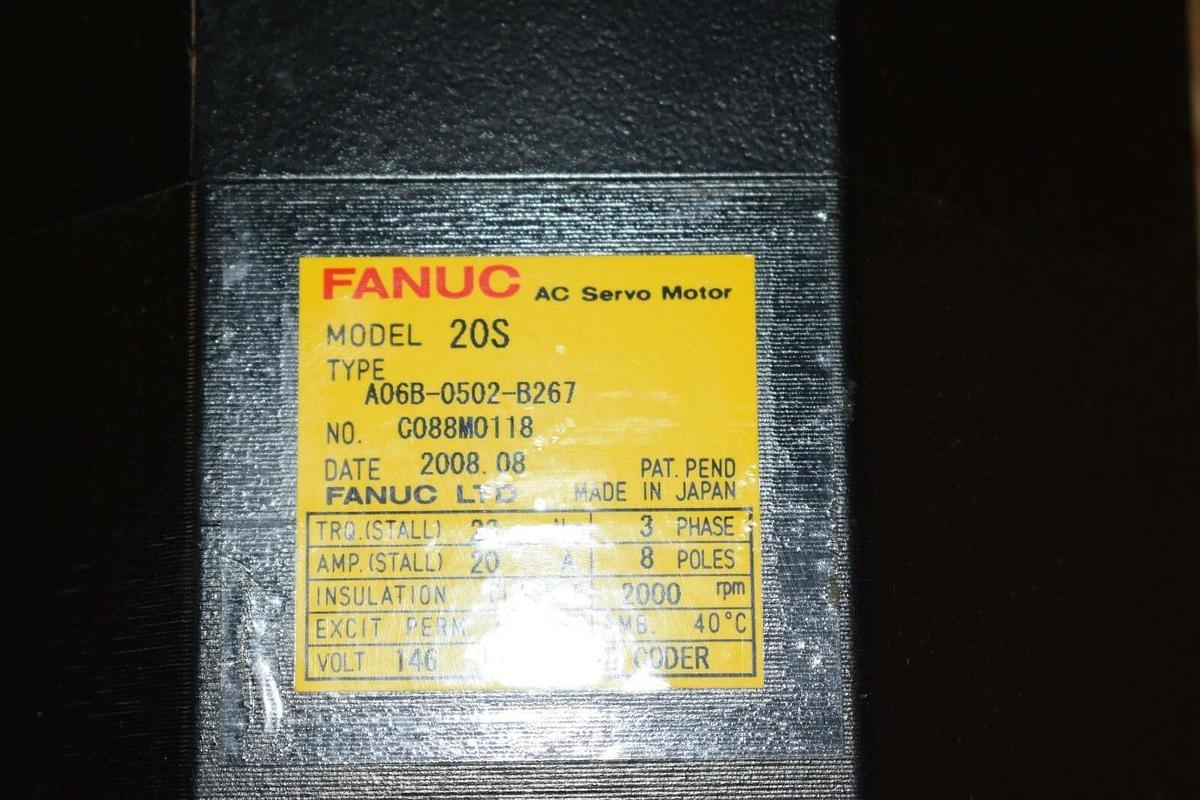 FANUC AC Servo Motor
MODEL 20S
TYPE
A06B-0502-B267
NO. C088M0118
DATE 2008.08 PAT. PEND
FANUC LTD MADE IN JAPAN
TRQ.(STALL) 3 PHASE
AMP.(STALL) 20 A 8 POLES
INSULATION 2000 rpm
EXCIT PERM. AMB. 40°C
VOLT 146 CODER